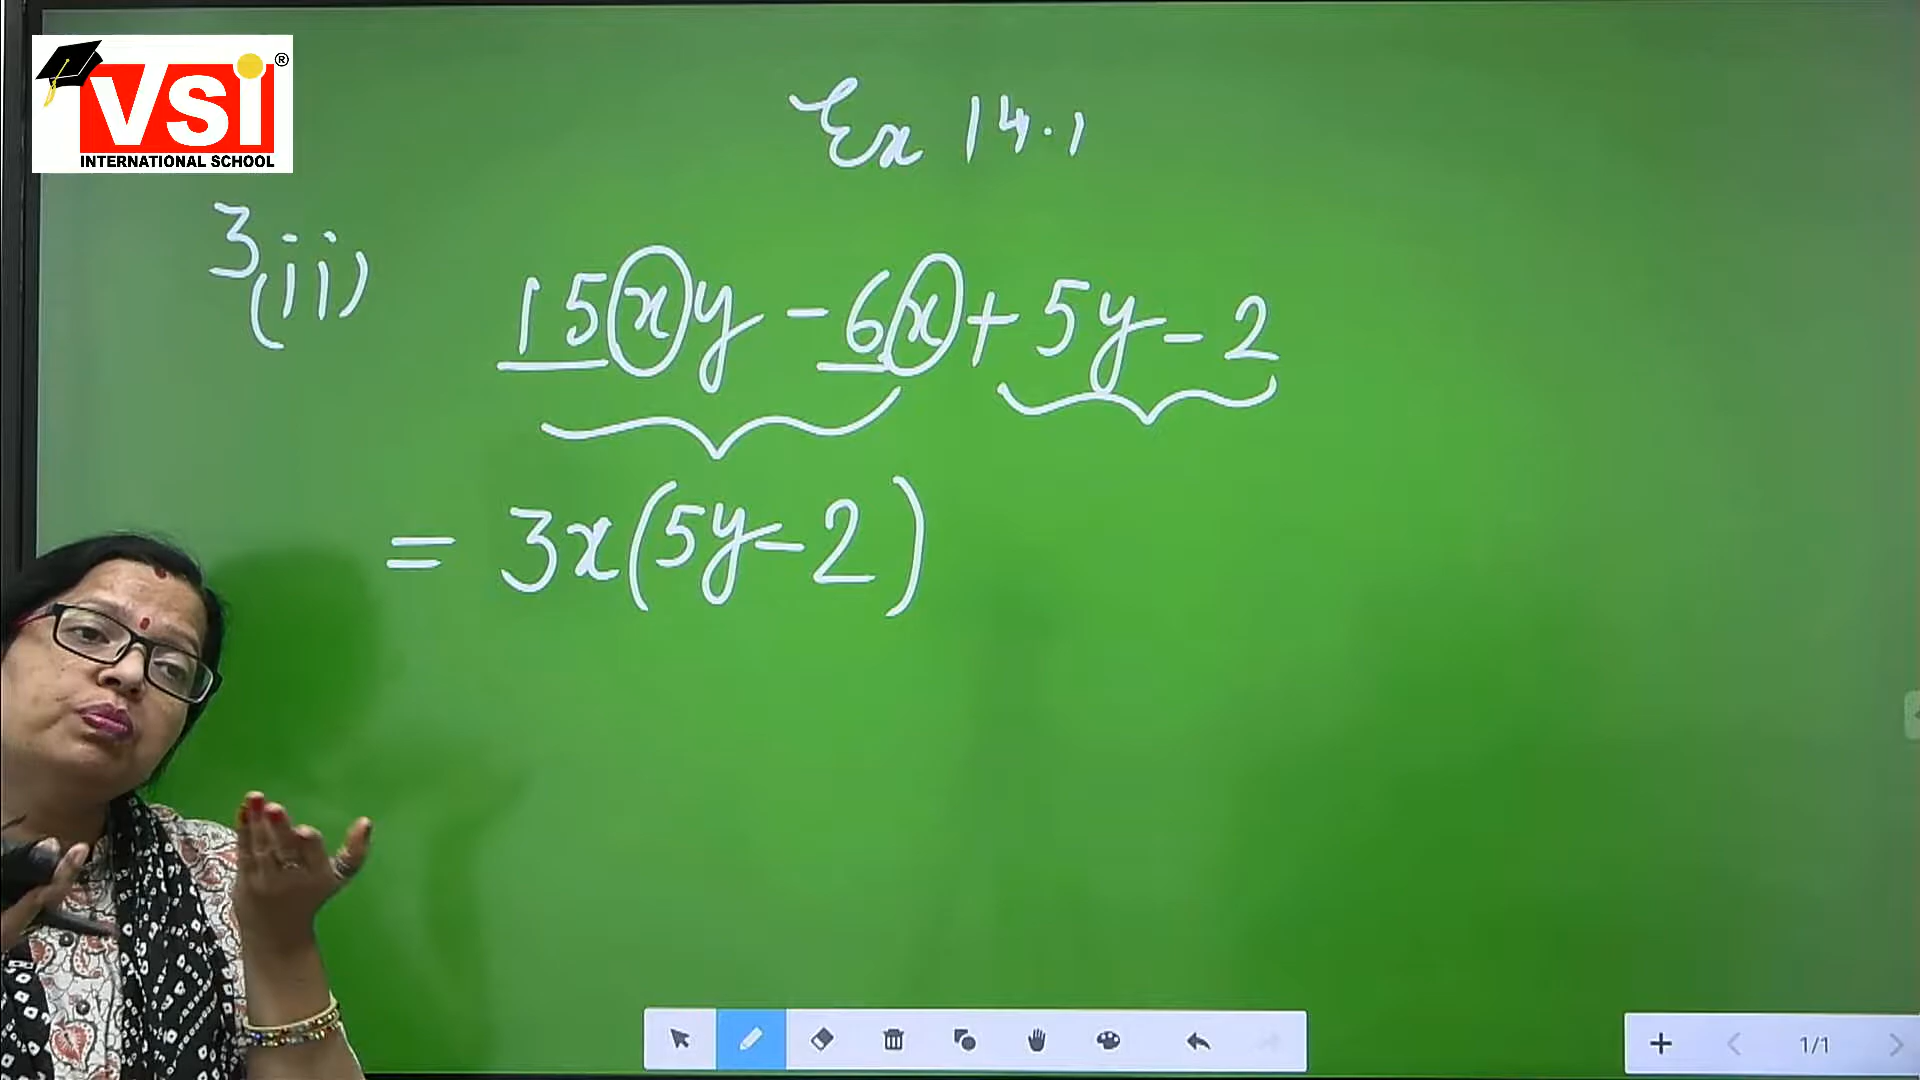 VSI ®
INTERNATIONAL SCHOOL
Ex 14.1
3(ii) 15xy - 6x + 5y - 2
= 3x(5y - 2)
1/1